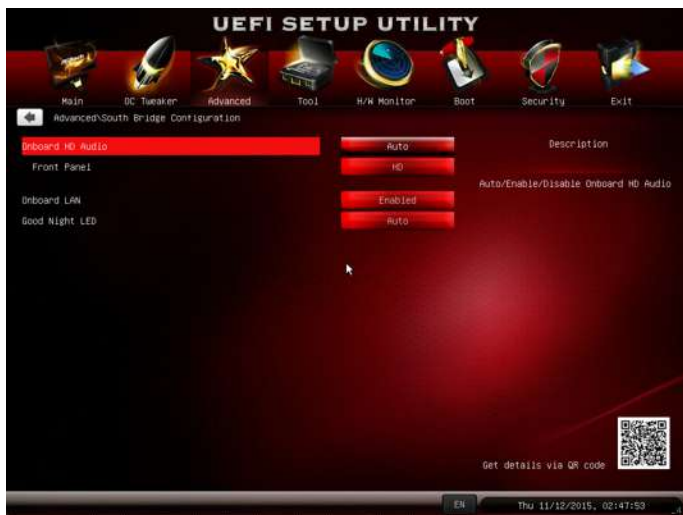 UEFI SETUP UTILITY
Main OC Tweaker Advanced Tool H/W Monitor Boot Security Exit
Advanced\South Bridge Configuration
Onboard HD Audio Auto
Front Panel HD
Onboard LAN Enabled
Good Night LED Auto
Description
Auto/Enable/Disable Onboard HD Audio
Get details via QR code
EN Thu 11/12/2015, 02:47:53